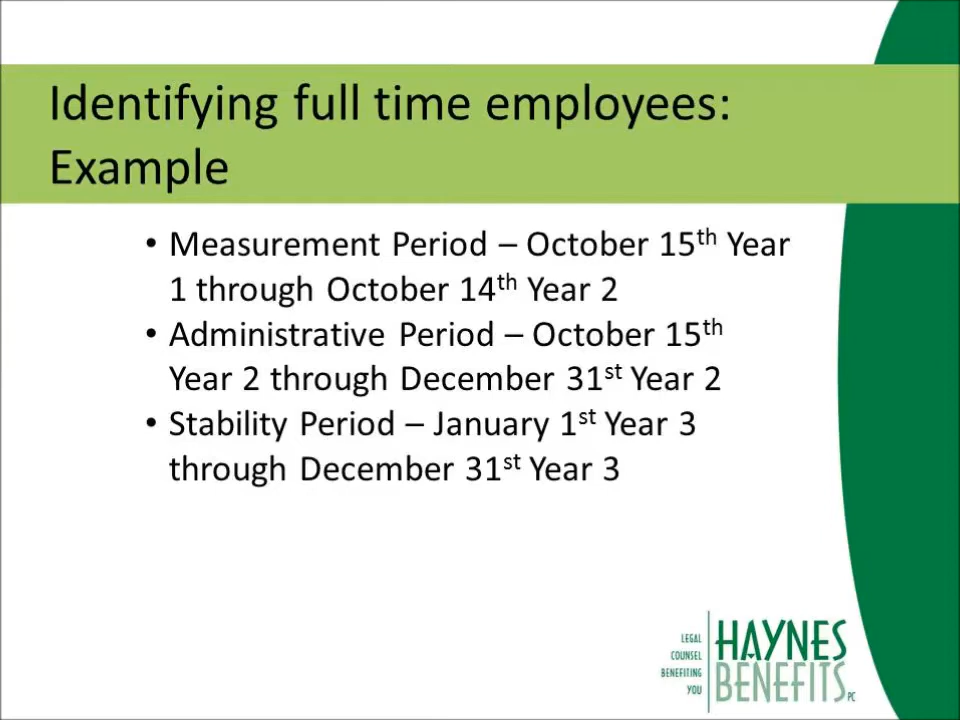 Identifying full time employees:
Example
• Measurement Period – October 15th Year
1 through October 14th Year 2
• Administrative Period – October 15th
Year 2 through December 31st Year 2
• Stability Period – January 1st Year 3
through December 31st Year 3
LEGAL
COUNSEL
BENEFITING
YOU
HAYNES
BENEFITS PC